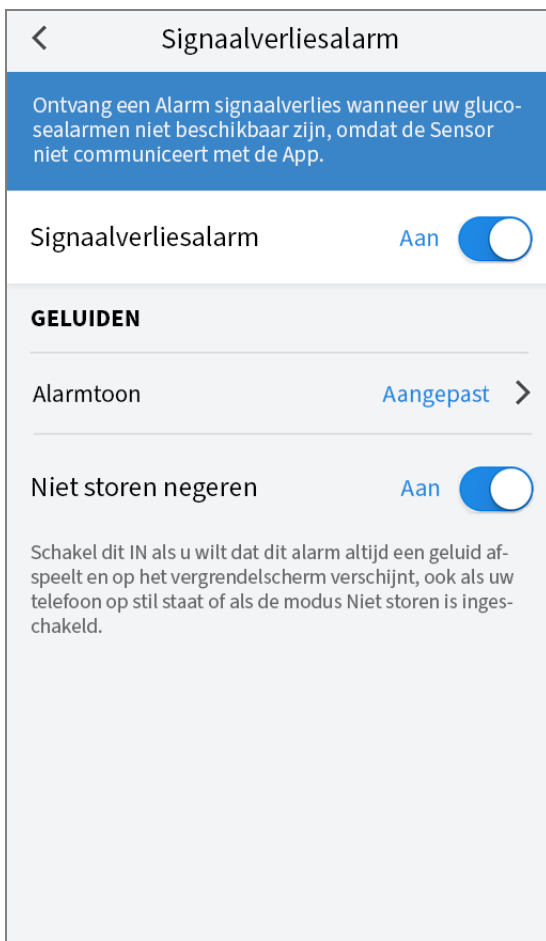 Signaalverliesalarm
Ontvang een Alarm signaalverlies wanneer uw gluco-
sealarmen niet beschikbaar zijn, omdat de Sensor
niet communiceert met de App.
Signaalverliesalarm Aan
GELUIDEN
Alarmtoon Aangepast
Niet storen negeren Aan
Schakel dit IN als u wilt dat dit alarm altijd een geluid af-
speelt en op het vergrendelscherm verschijnt, ook als uw
telefoon op stil staat of als de modus Niet storen is inges-
chakeld.